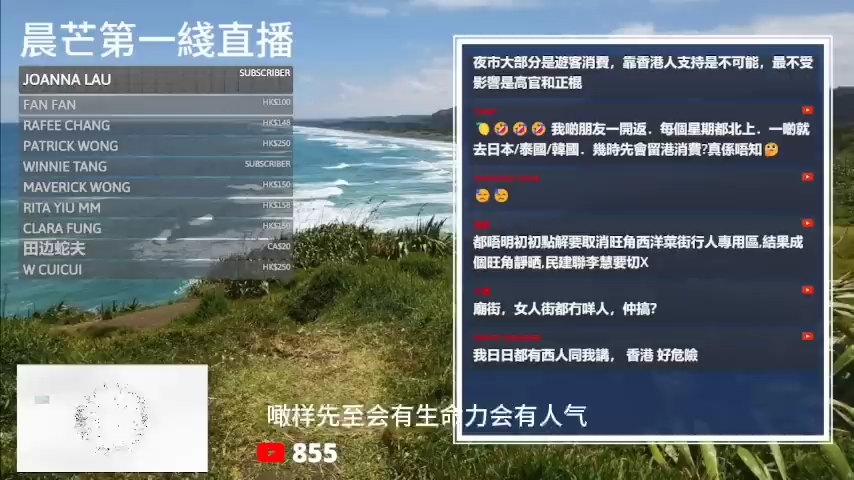 晨芒第一綫直播
JOANNA LAU SUBSCRIBER
FAN FAN HK$100
RAFEE CHANG HK$148
PATRICK WONG HK$250
WINNIE TANG SUBSCRIBER
MAVERICK WONG HK$150
RITA YIU MM HK$158
CLARA FUNG
田边蛇夫 CA$20
W CUICUI HK$250
夜市大部分是遊客消費，靠香港人支持是不可能，最不受
影響是高官和正棍
🍋🤣🤣🤣 我啲朋友一開返．每個星期都北上．一啲就
去日本/泰國/韓國．幾時先會留港消費?真係唔知🤔
😓😓
都唔明初初點解要取消旺角西洋菜街行人專用區,結果成
個旺角靜晒,民建聯李慧要切X
廟街，女人街都冇咩人，仲搞?
我日日都有西人同我講， 香港 好危險
噉样先至会有生命力会有人气
855